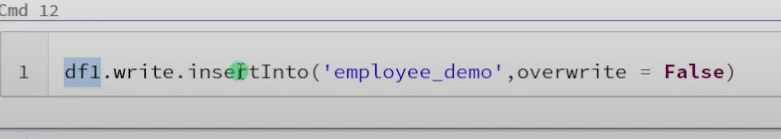 Cmd 12
1 df1.write.insertInto('employee_demo',overwrite = False)